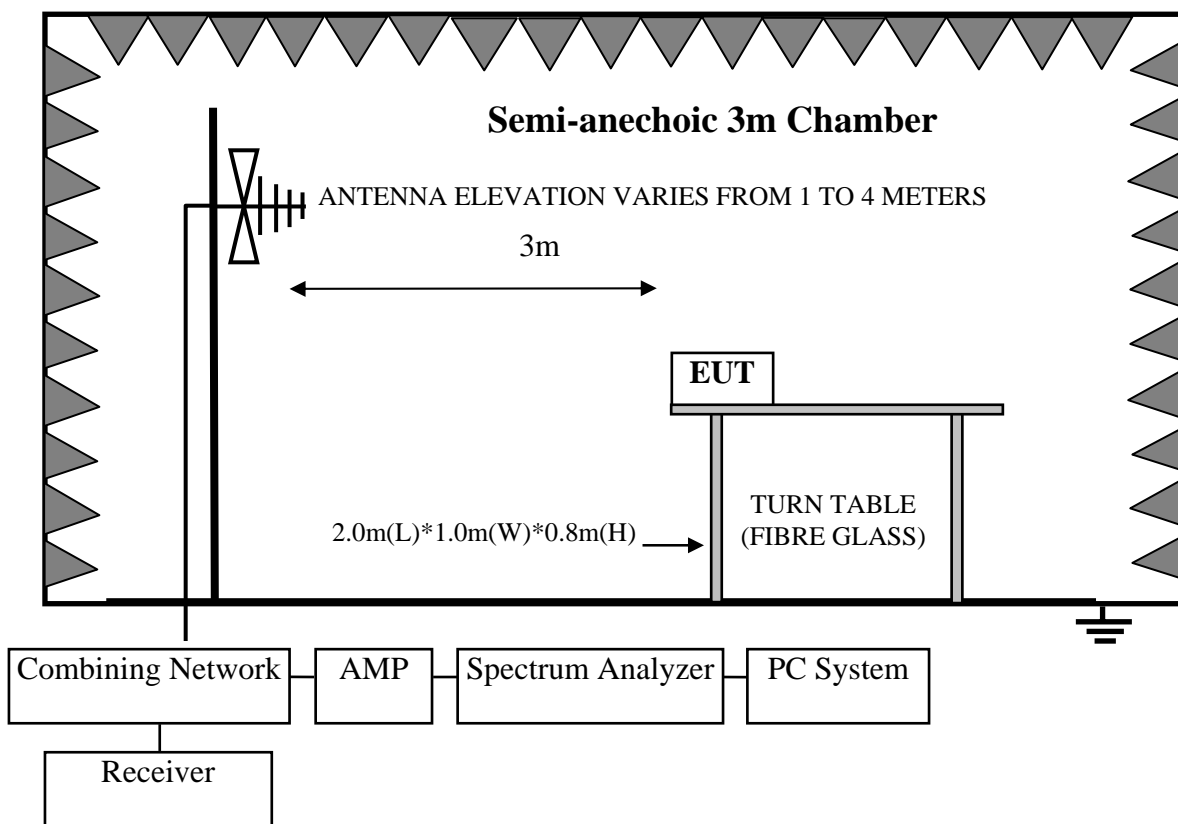 Semi-anechoic 3m Chamber
ANTENNA ELEVATION VARIES FROM 1 TO 4 METERS
3m
EUT
TURN TABLE
(FIBRE GLASS)
2.0m(L)*1.0m(W)*0.8m(H)
Combining Network
AMP
Spectrum Analyzer
PC System
Receiver